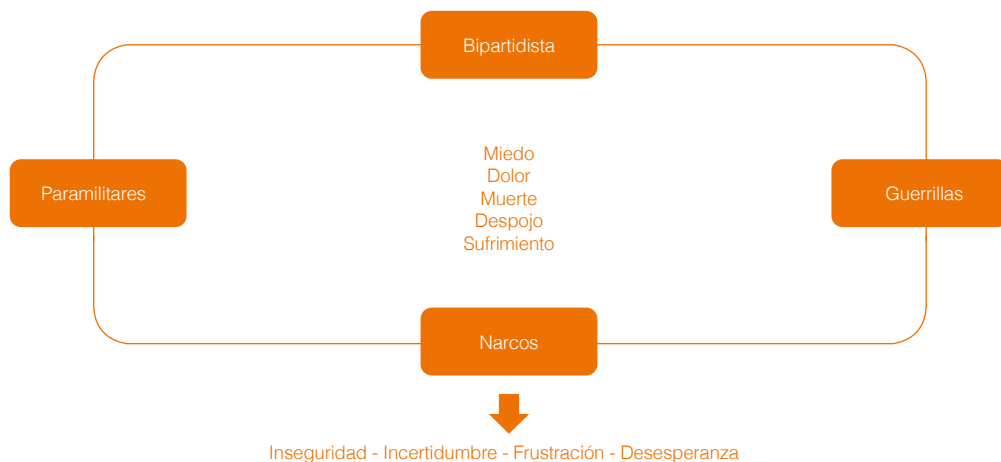 Bipartidista
Paramilitares
Miedo
Dolor
Muerte
Despojo
Sufrimiento
Guerrillas
Narcos
Inseguridad - Incertidumbre - Frustración - Desesperanza